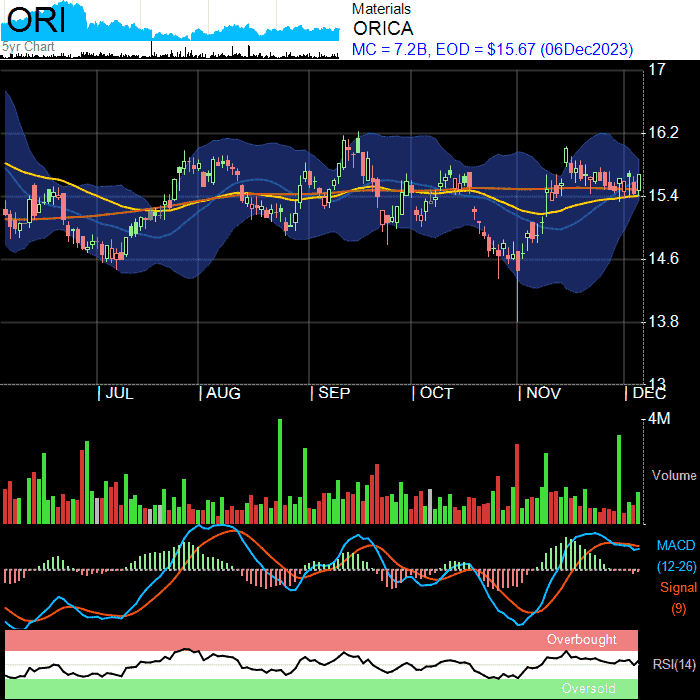 ORI
5yr Chart
Materials
ORICA
MC = 7.2B, EOD = $15.67 (06Dec2023)
17
16.2
15.4
14.6
13.8
13
| JUL
| AUG
| SEP
| OCT
| NOV
| DEC
4M
Volume
MACD
(12-26)
Signal
(9)
Overbought
RSI(14)
Oversold